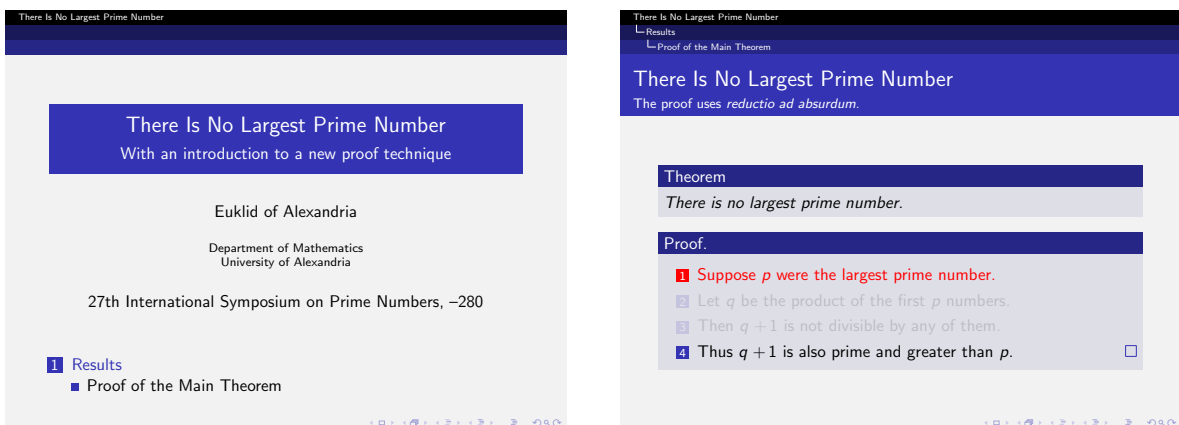 There Is No Largest Prime Number
There Is No Largest Prime Number
With an introduction to a new proof technique
Euklid of Alexandria
Department of Mathematics
University of Alexandria
27th International Symposium on Prime Numbers, –280
1 Results
Proof of the Main Theorem
There Is No Largest Prime Number
Results
Proof of the Main Theorem
There Is No Largest Prime Number
The proof uses reductio ad absurdum.
Theorem
There is no largest prime number.
Proof.
1 Suppose p were the largest prime number.
2 Let q be the product of the first p numbers.
3 Then q + 1 is not divisible by any of them.
4 Thus q + 1 is also prime and greater than p.